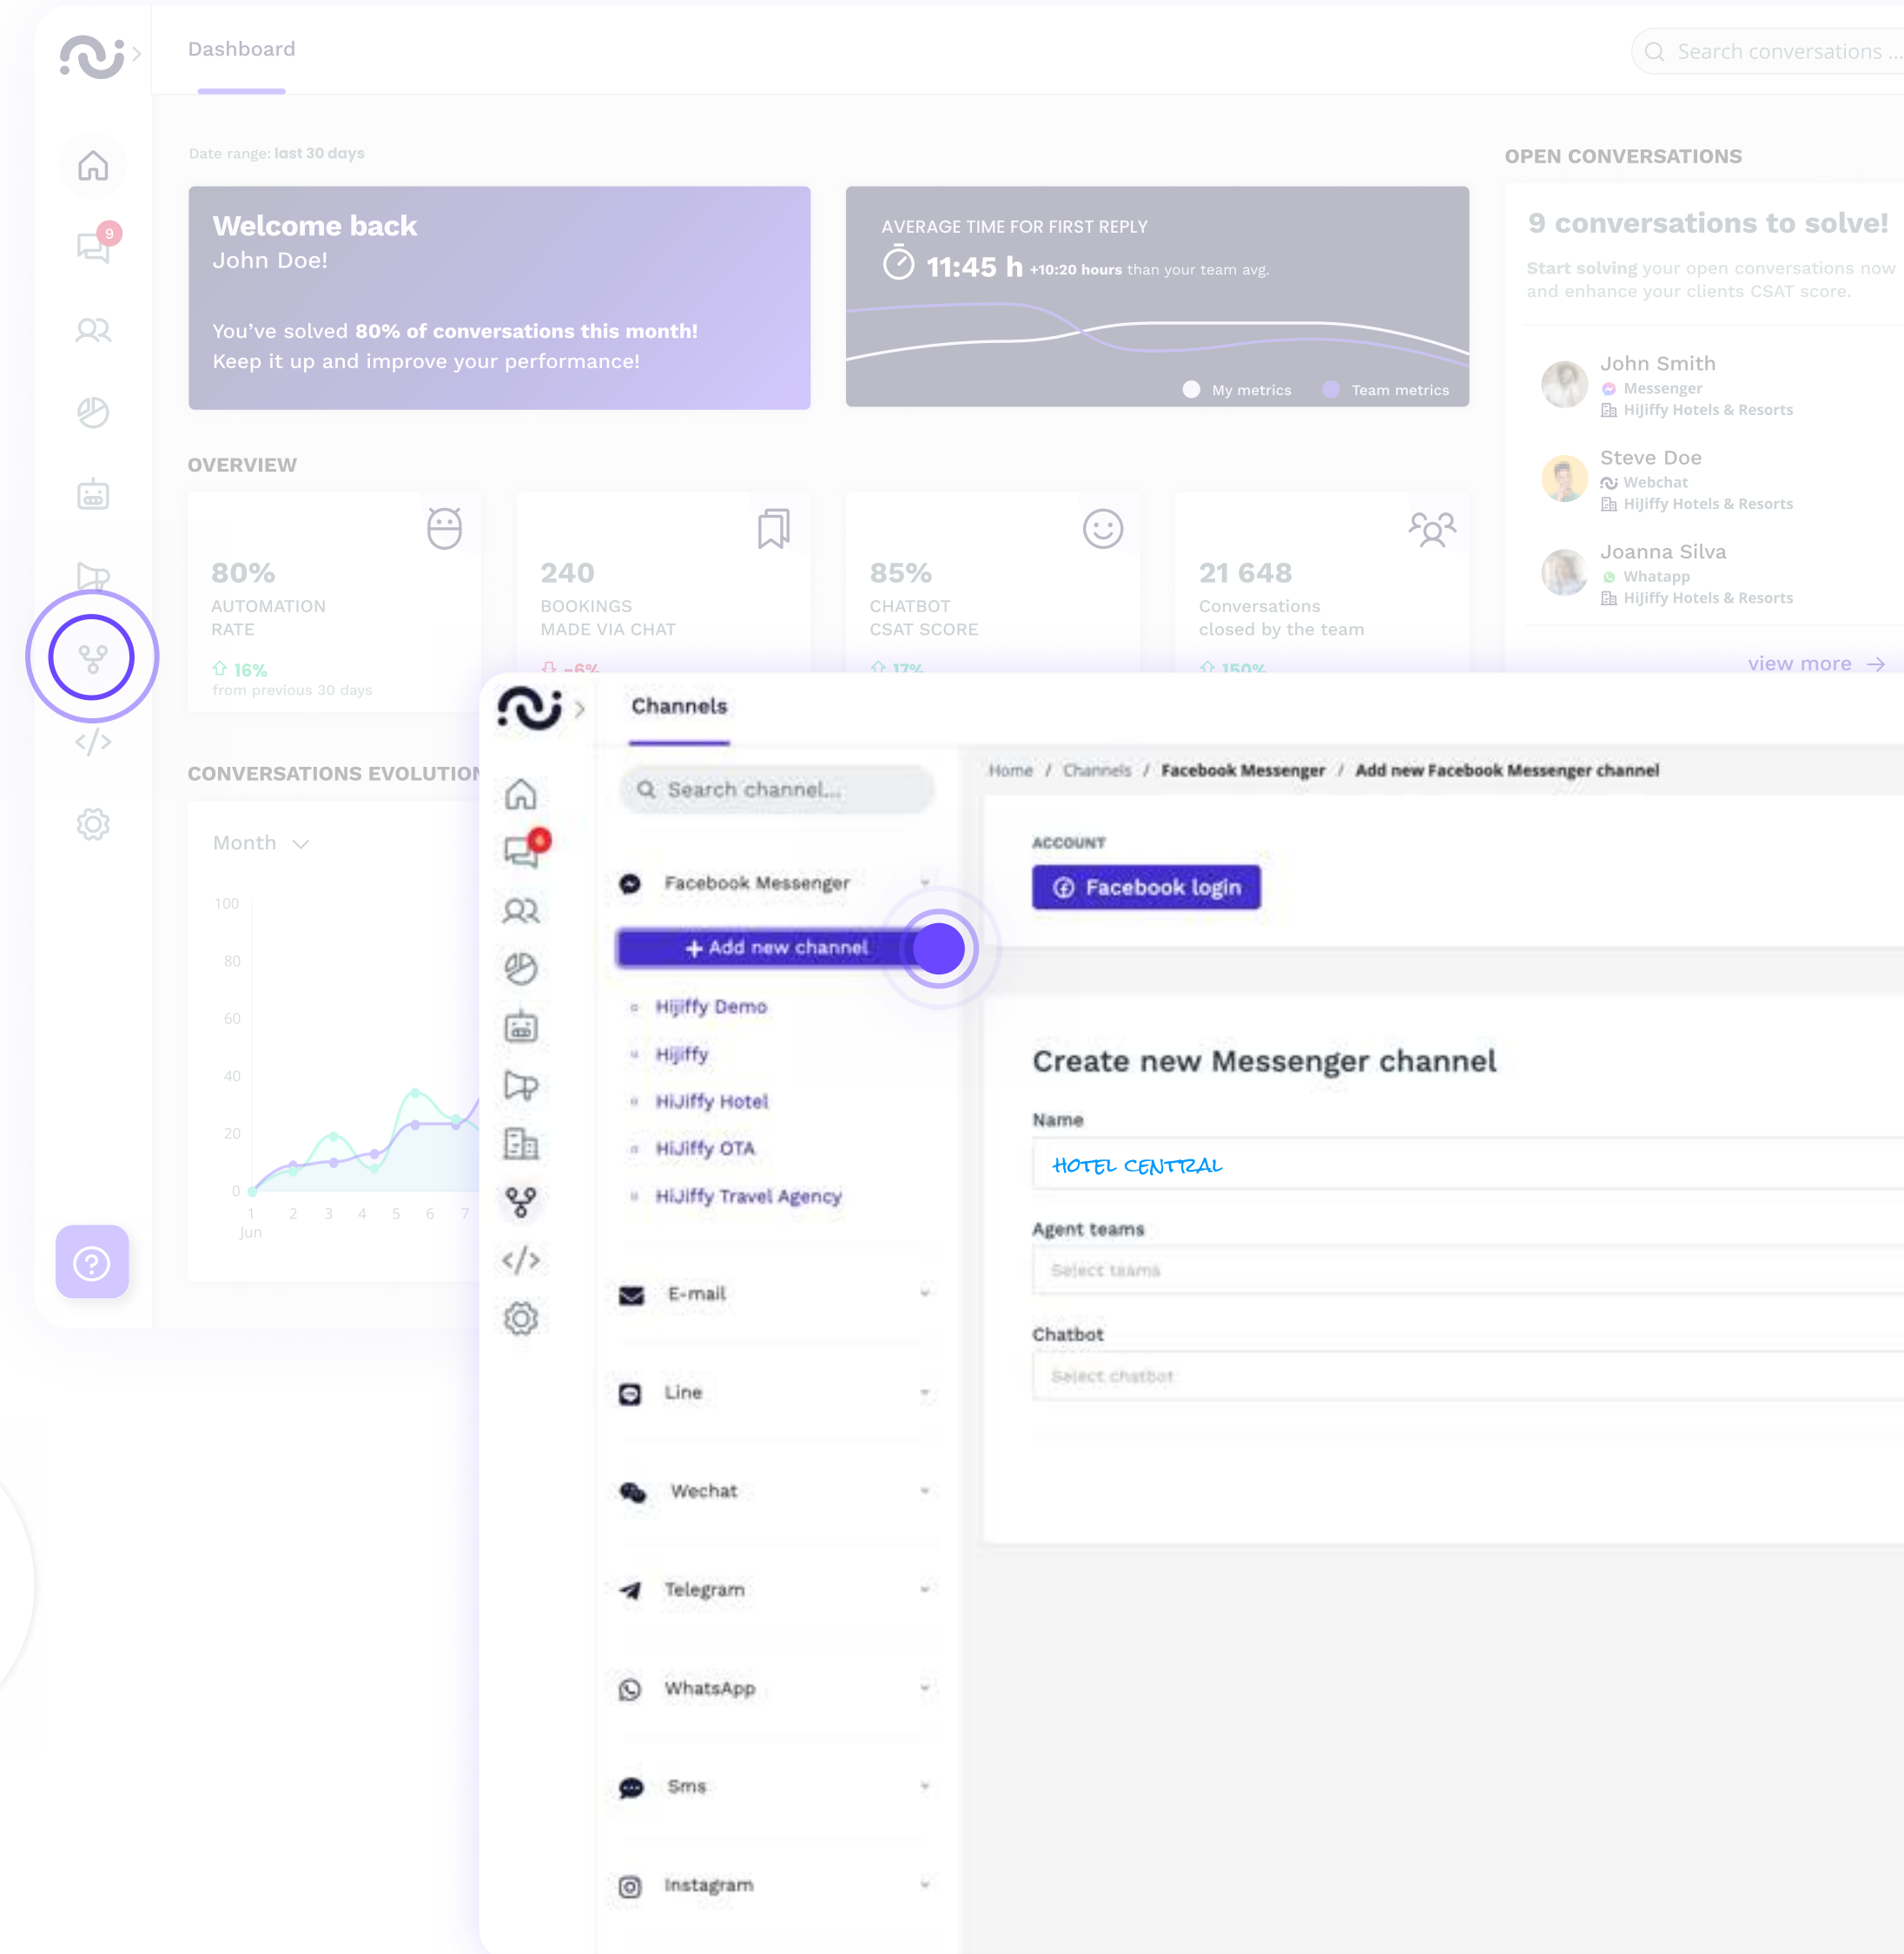 Dashboard
Search conversations ...
Date range: last 30 days
Welcome back
John Doe!
You've solved 80% of conversations this month!
Keep it up and improve your performance!
AVERAGE TIME FOR FIRST REPLY
11:45 h +10:20 hours than your team avg.
My metrics
Team metrics
OPEN CONVERSATIONS
9 conversations to solve!
Start solving your open conversations now
and enhance your clients CSAT score.
John Smith
Messenger
HiJiffy Hotels & Resorts
Steve Doe
Webchat
HiJiffy Hotels & Resorts
Joanna Silva
Whatapp
HiJiffy Hotels & Resorts
view more
9
OVERVIEW
80%
AUTOMATION
RATE
16%
from previous 30 days
240
BOOKINGS
MADE VIA CHAT
-6%
85%
CHATBOT
CSAT SCORE
17%
21 648
Conversations
closed by the team
150%
CONVERSATIONS EVOLUTION
Month
100
80
60
40
20
0
1 2 3 4 5 6 7
Jun
Channels
Search channel...
Facebook Messenger
+ Add new channel
Hijiffy Demo
Hijiffy
HiJiffy Hotel
HiJiffy OTA
HiJiffy Travel Agency
E-mail
Line
Wechat
Telegram
WhatsApp
Sms
Instagram
Home / Channels / Facebook Messenger / Add new Facebook Messenger channel
ACCOUNT
Facebook login
Create new Messenger channel
Name
HOTEL CENTRAL
Agent teams
Select teams
Chatbot
Select chatbot